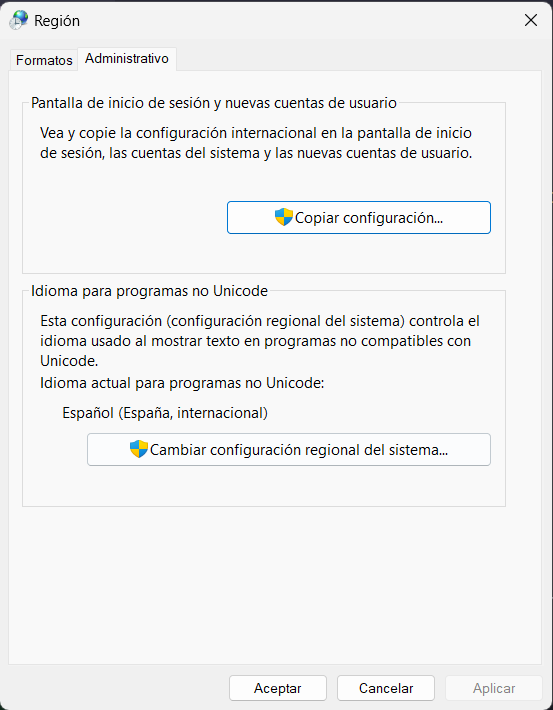 Región
Formatos
Administrativo
Pantalla de inicio de sesión y nuevas cuentas de usuario
Vea y copie la configuración internacional en la pantalla de inicio
de sesión, las cuentas del sistema y las nuevas cuentas de usuario.
Copiar configuración...
Idioma para programas no Unicode
Esta configuración (configuración regional del sistema) controla el
idioma usado al mostrar texto en programas no compatibles con
Unicode.
Idioma actual para programas no Unicode:
Español (España, internacional)
Cambiar configuración regional del sistema...
Aceptar
Cancelar
Aplicar